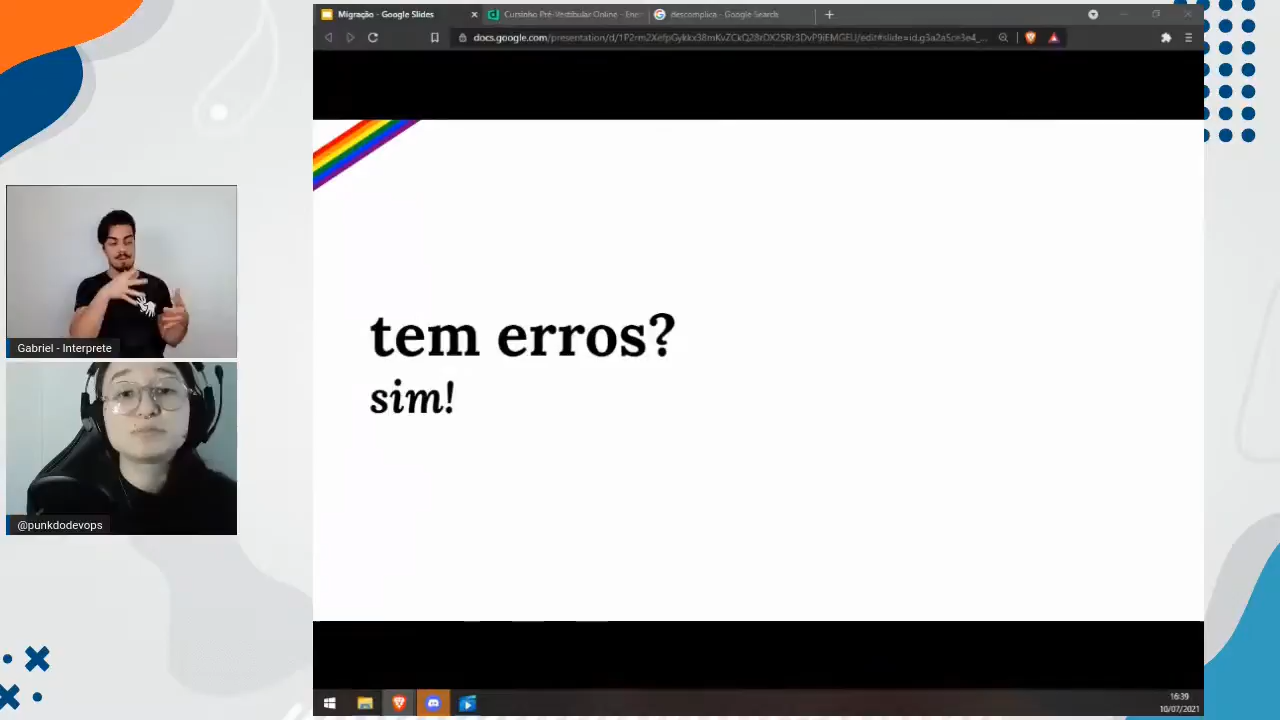 Migração - Google Slides
Cursinho Pré-Vestibular Online - Ene
descomplica - Google Search
tem erros?
sim!
Gabriel - Interprete
@punkdodevops
16:39
10/07/2021